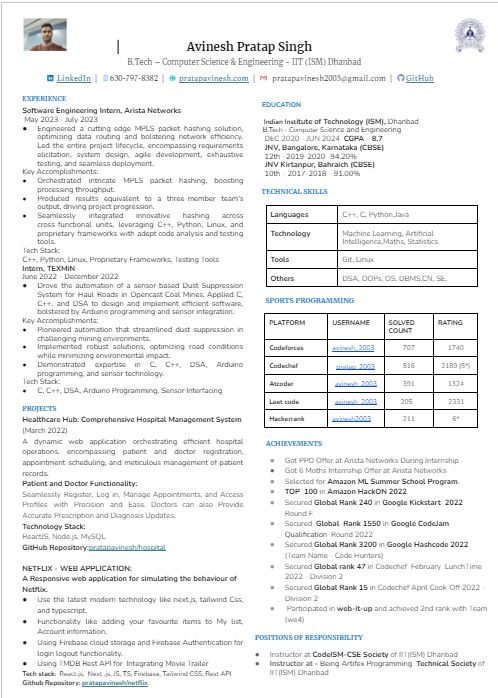 Avinesh Pratap Singh
B.Tech – Computer Science & Engineering - IIT (ISM) Dhanbad
LinkedIn | 630-797-8382 | pratapavinesh.com | pratapavinesh2003@gmail.com | GitHub
EXPERIENCE
Software Engineering Intern, Arista Networks
May 2023 - July 2023
● Engineered a cutting-edge MPLS packet hashing solution,
optimizing data routing and bolstering network efficiency.
Led the entire project lifecycle, encompassing requirements
elicitation, system design, agile development, exhaustive
testing, and seamless deployment.
Key Accomplishments:
● Orchestrated intricate MPLS packet hashing, boosting
processing throughput.
● Produced results equivalent to a three-member team's
output, driving project progression.
● Seamlessly integrated innovative hashing across
cross-functional units, leveraging C++, Python, Linux, and
proprietary frameworks with adept code analysis and testing
tools.
Tech Stack:
C++, Python, Linux, Proprietary Frameworks, Testing Tools
Intern, TEXMiN
June 2022 - December 2022
● Drove the automation of a sensor-based Dust Suppression
System for Haul Roads in Opencast Coal Mines. Applied C,
C++, and DSA to design and implement efficient software,
bolstered by Arduino programming and sensor integration.
Key Accomplishments:
● Pioneered automation that streamlined dust suppression in
challenging mining environments.
● Implemented robust solutions, optimizing road conditions
while minimizing environmental impact.
● Demonstrated expertise in C, C++, DSA, Arduino
programming, and sensor technology.
Tech Stack:
● C, C++, DSA, Arduino Programming, Sensor Interfacing
PROJECTS
Healthcare Hub: Comprehensive Hospital Management System
(March 2022)
A dynamic web application orchestrating efficient hospital
operations, encompassing patient and doctor registration,
appointment scheduling, and meticulous management of patient
records.
Patient and Doctor Functionality:
Seamlessly Register, Log in, Manage Appointments, and Access
Profiles with Precision and Ease. Doctors can also Provide
Accurate Prescription and Diagnosis Updates.
Technology Stack:
ReactJS, Node.js, MySQL
GitHub Repository:pratapavinesh/hospital
NETFLIX - WEB APPLICATION:
A Responsive web application for simulating the behaviour of
Netflix.
● Use the latest modern technology like next.js, tailwind Css,
and typescript.
● Functionality like adding your favourite items to My list,
Account information.
● Using Firebase cloud storage and Firebase Authentication for
login logout functionality.
● Using TMDB Rest API for Integrating Movie Trailer
Tech stack: React.js, Next .js, JS, TS, Firebase, Tailwind CSS, Rest API
Github Repository: pratapavinesh/netflix
EDUCATION
Indian Institute of Technology (ISM), Dhanbad
B.Tech - Computer Science and Engineering
DEC 2020 - JUN 2024 CGPA - 8.7
JNV, Bangalore, Karnataka (CBSE)
12th -2019-2020 -94.20%
JNV Kirtanpur, Bahraich (CBSE)
10th - 2017-2018 - 91.00%
TECHNICAL SKILLS
Languages C++, C, Python,Java
Technology Machine Learning, Artificial
Intelligence,Maths, Statistics
Tools Git, Linux
Others DSA, OOPs, OS, DBMS,CN, SE,
SPORTS PROGRAMMING
PLATFORM USERNAME SOLVED COUNT RATING
Codeforces avinesh_2003 707 1740
Codechef pratap_2003 516 2189 (5*)
Atcoder avinesh_2003 391 1324
Leet code avinesh_2003 205 2331
Hackerrank avinesh2003 211 6*
ACHIEVEMENTS
● Got PPO Offer at Arista Networks During Internship
● Got 6 Moths Internship Offer at Arista Networks
● Selected for Amazon ML Summer School Program.
● TOP 100 in Amazon HackON 2022
● Secured Global Rank 240 in Google Kickstart 2022
Round F
● Secured Global Rank 1550 in Google CodeJam
Qualification Round 2022
● Secured Global Rank 3200 in Google Hashcode 2022
(Team Name - Code Hunters)
● Secured Global rank 47 in Codechef February LunchTime
2022 - Division 2
● Secured Global Rank 15 in Codechef April Cook Off 2022 -
Division 2
● Participated in web-it-up and achieved 2nd rank with Team
(we4)
POSITIONS OF RESPONSIBILITY
● Instructor at CodeISM-CSE Society of IIT(ISM) Dhanbad
● Instructor at - Being Artifex Programming Technical Society of
IIT(ISM) Dhanbad